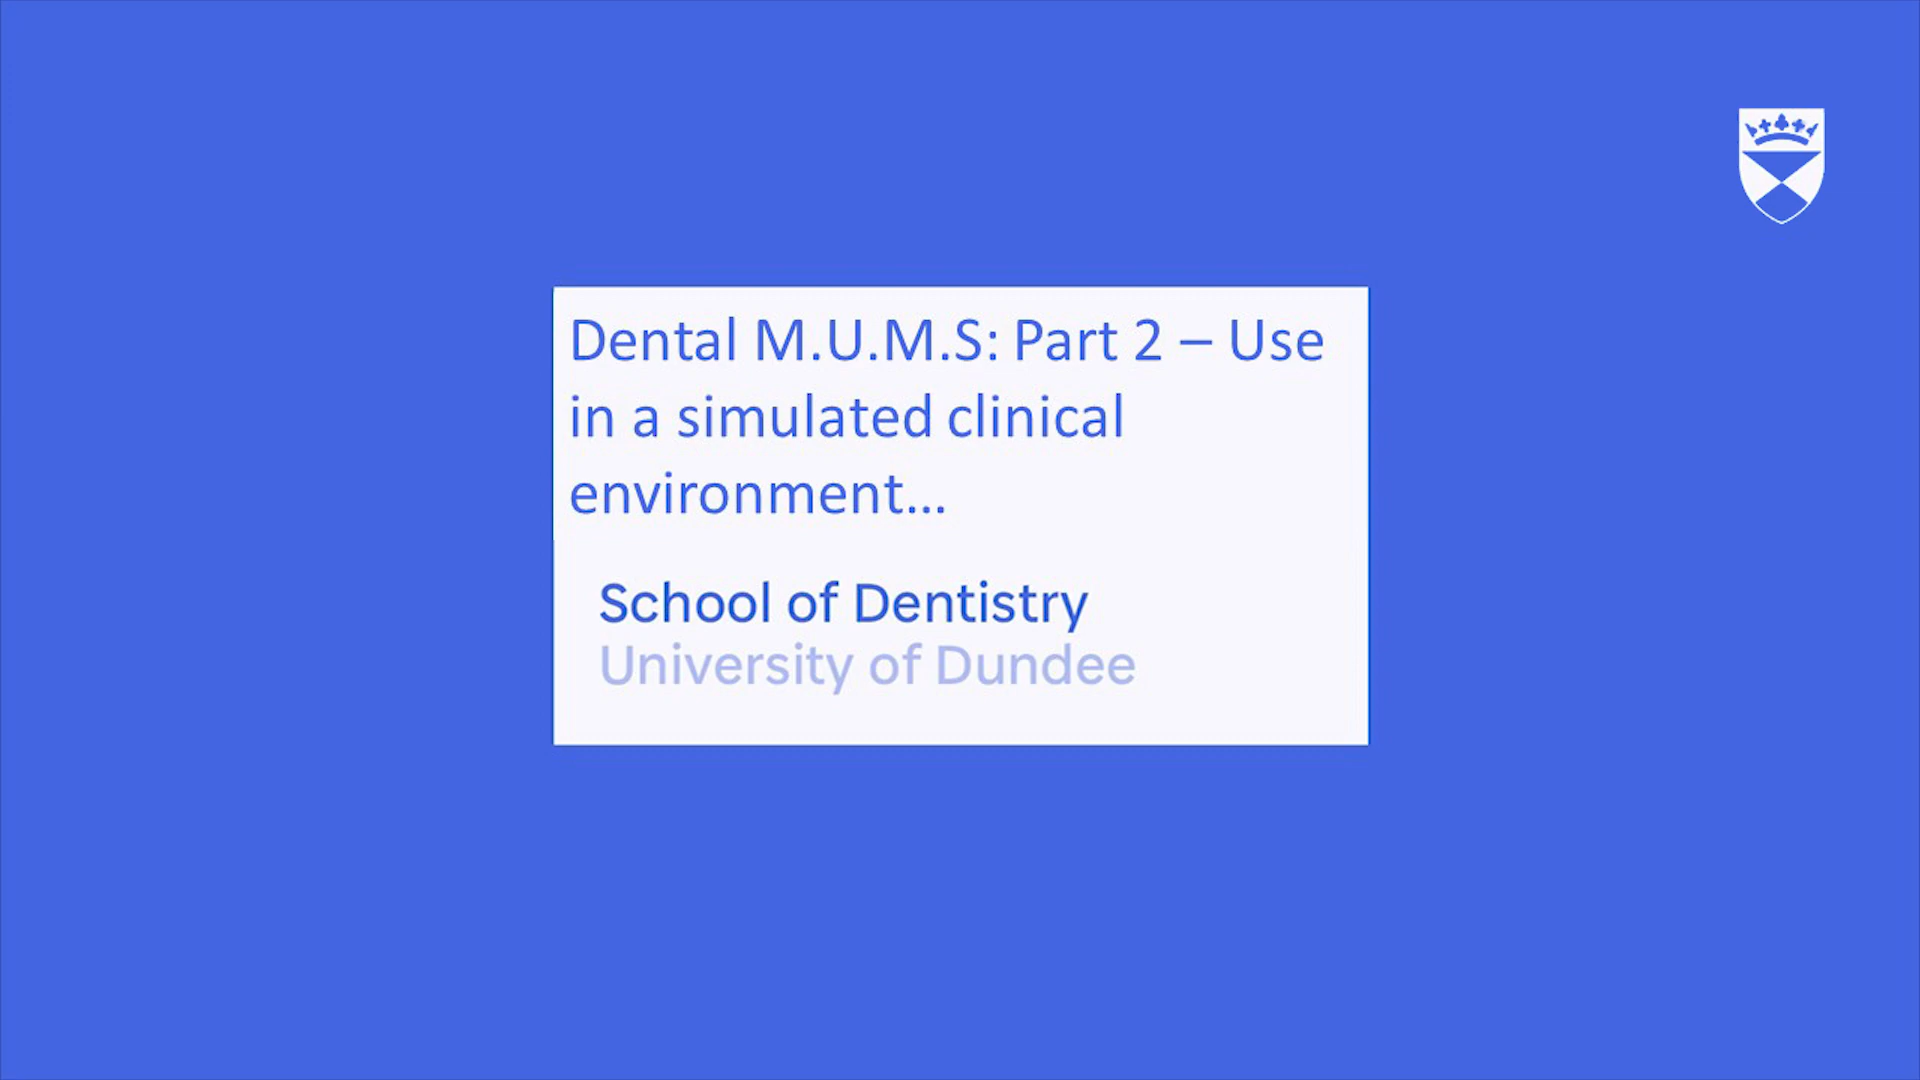 Dental M.U.M.S: Part 2 – Use
in a simulated clinical
environment...
School of Dentistry
University of Dundee